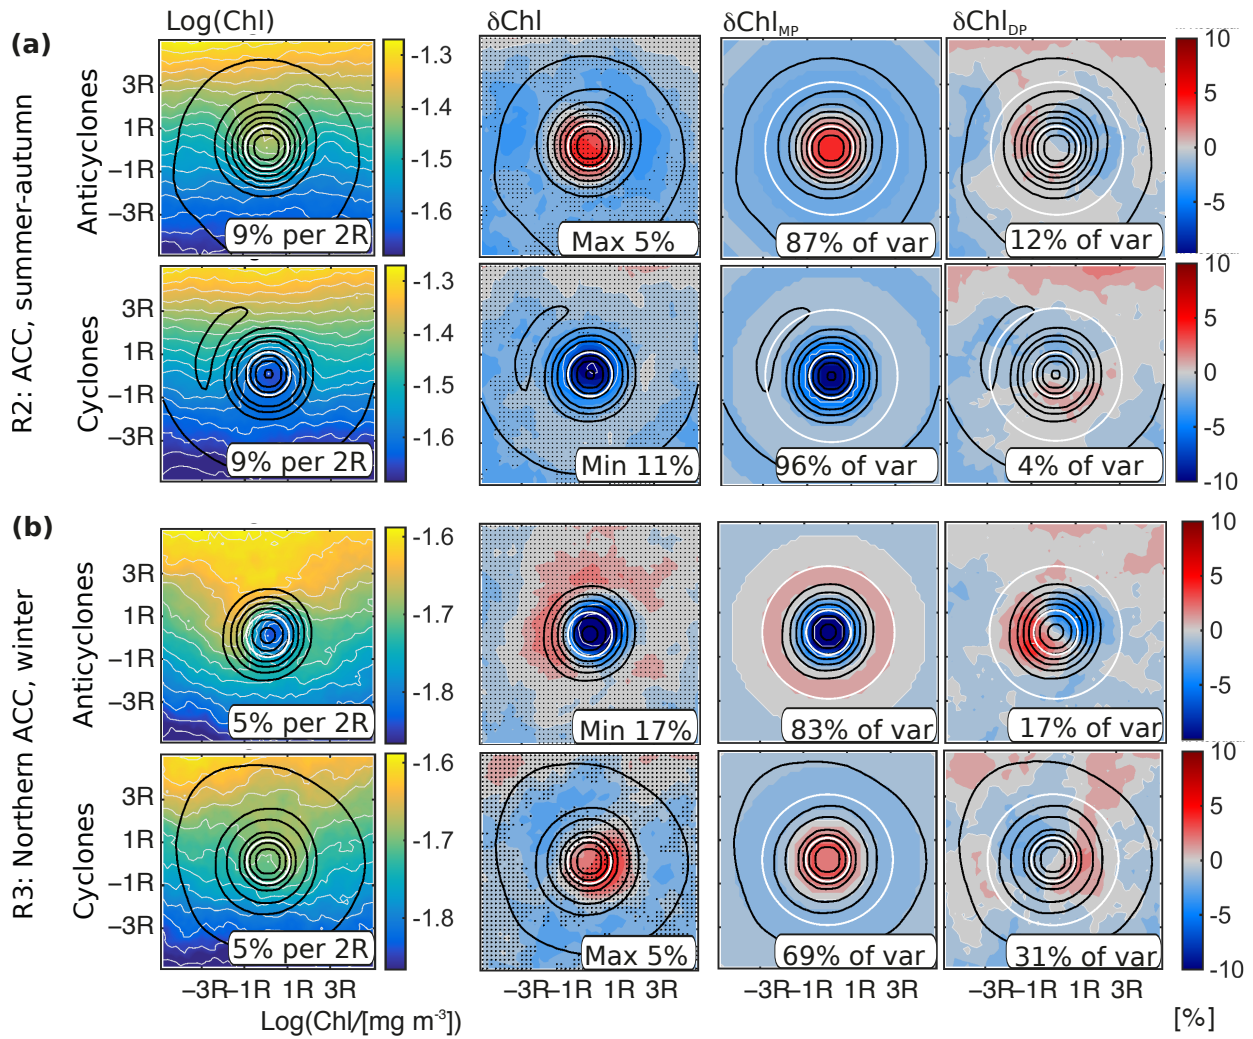 Log(Chl) δChl δChl_MP δChl_DP
(a)
R2: ACC, summer-autumn
Anticyclones
3R
1R
−1R
−3R
9% per 2R
-1.3
-1.4
-1.5
-1.6
Max 5%
87% of var
12% of var
10
5
0
-5
-10
Cyclones
3R
1R
−1R
−3R
9% per 2R
-1.3
-1.4
-1.5
-1.6
Min 11%
96% of var
4% of var
10
5
0
-5
-10
(b)
R3: Northern ACC, winter
Anticyclones
3R
1R
−1R
−3R
5% per 2R
-1.6
-1.7
-1.8
Min 17%
83% of var
17% of var
10
5
0
-5
-10
Cyclones
3R
1R
−1R
−3R
5% per 2R
-1.6
-1.7
-1.8
Max 5%
69% of var
31% of var
10
5
0
-5
-10
−3R−1R 1R 3R −3R−1R 1R 3R −3R−1R 1R 3R −3R−1R 1R 3R
Log(Chl/[mg m⁻³]) [%]